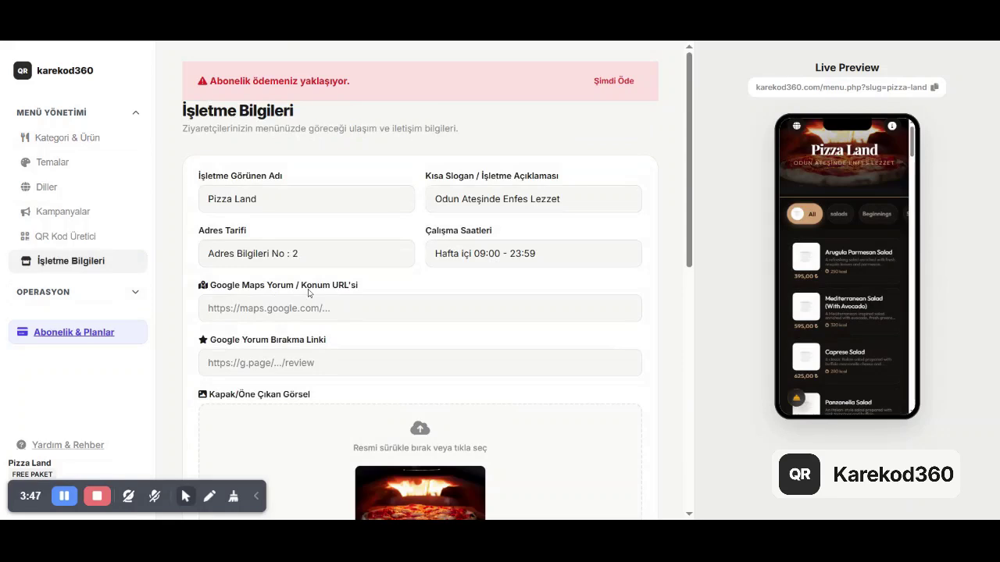 QR karekod360
MENÜ YÖNETİMİ
Kategori & Ürün
Temalar
Diller
Kampanyalar
QR Kod Üretici
İşletme Bilgileri
OPERASYON
Abonelik & Planlar
Yardım & Rehber
Pizza Land
FREE PAKET
3:47
Abonelik ödemeniz yaklaşıyor.
Şimdi Öde
İşletme Bilgileri
Ziyaretçilerinizin menünüzde göreceği ulaşım ve iletişim bilgileri.
İşletme Görünen Adı
Pizza Land
Kısa Slogan / İşletme Açıklaması
Odun Ateşinde Enfes Lezzet
Adres Tarifi
Adres Bilgileri No : 2
Çalışma Saatleri
Hafta içi 09:00 - 23:59
Google Maps Yorum / Konum URL'si
https://maps.google.com/...
Google Yorum Bırakma Linki
https://g.page/.../review
Kapak/Öne Çıkan Görsel
Resmi sürükle bırak veya tıkla seç
Live Preview
karekod360.com/menu.php?slug=pizza-land
Pizza Land
ODUN ATEŞİNDE ENFES LEZZET
All
salads
Beginnings
Arugula Parmesan Salad
250 kcal
395,00 ₺
Mediterranean Salad
(With Avocado)
320 kcal
595,00 ₺
Caprese Salad
280 kcal
625,00 ₺
Panzanella Salad
QR Karekod360